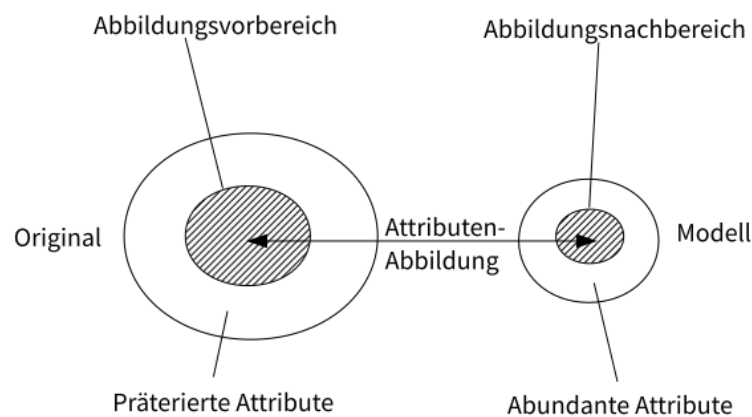 Abbildungsvorbereich
Abbildungsnachbereich
Original
Attributen-
Abbildung
Modell
Präterierte Attribute
Abundante Attribute